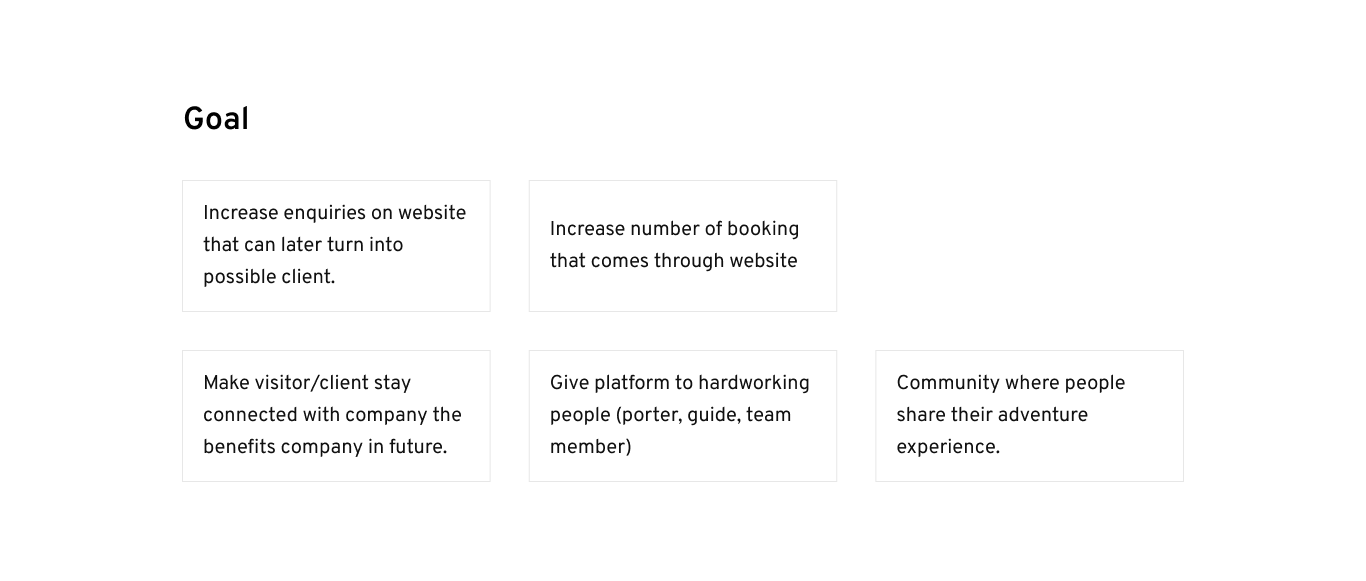 Goal
Increase enquiries on website
that can later turn into
possible client.
Increase number of booking
that comes through website
Make visitor/client stay
connected with company the
benefits company in future.
Give platform to hardworking
people (porter, guide, team
member)
Community where people
share their adventure
experience.